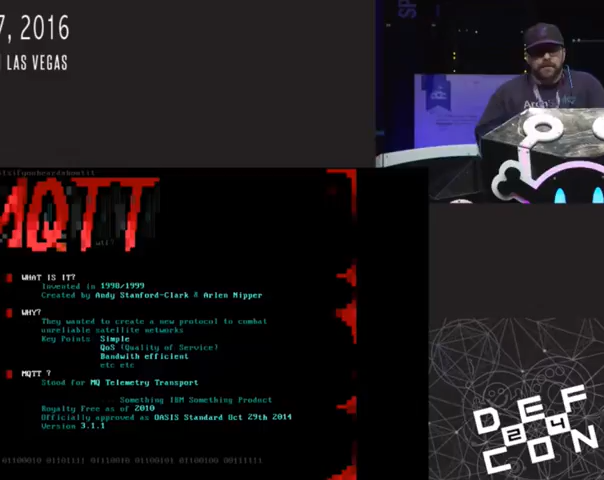 7, 2016
LAS VEGAS
MQTT
wtf?
WHAT IS IT?
Invented in 1998/1999
Created by Andy Stanford-Clark & Arlen Nipper
WHY?
They wanted to create a new protocol to combat
unreliable satellite networks
Key Points Simple
QoS (Quality of Service)
Bandwith efficient
etc etc
MQTT ?
Stood for MQ Telemetry Transport
Something IBM Something Product
Royalty Free as of 2010
Officially approved as OASIS Standard Oct 29th 2014
Version 3.1.1
DEF
24
CON